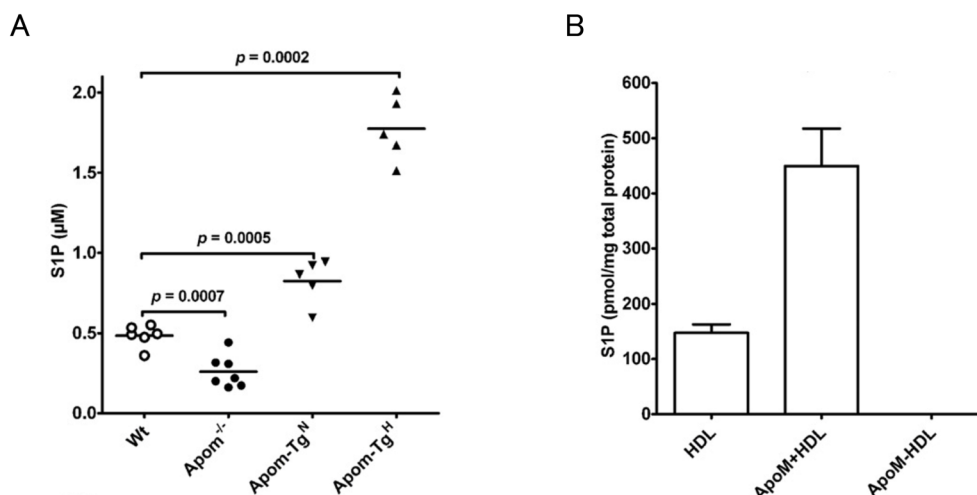 A
p = 0.0002
2.0
1.5
p = 0.0005
1.0
p = 0.0007
0.5
0.0
S1P (µM)
Wt
Apom-/-
Apom-TgN
Apom-TgH
B
600
500
400
300
200
100
0
S1P (pmol/mg total protein)
HDL
ApoM+HDL
ApoM-HDL